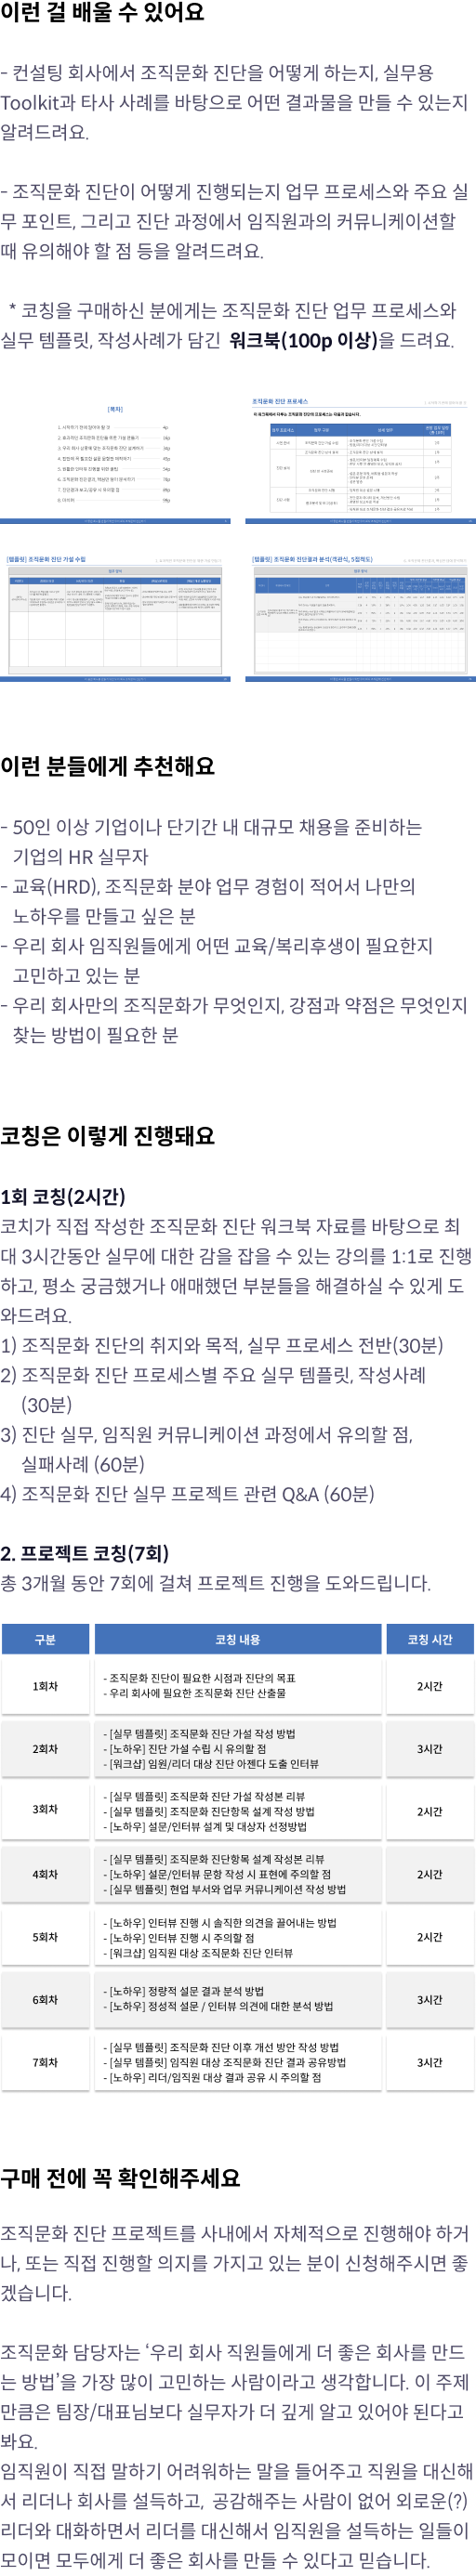 이런 걸 배울 수 있어요
- 컨설팅 회사에서 조직문화 진단을 어떻게 하는지, 실무용
Toolkit과 타사 사례를 바탕으로 어떤 결과물을 만들 수 있는지
알려드려요.
- 조직문화 진단이 어떻게 진행되는지 업무 프로세스와 주요 실
무 포인트, 그리고 진단 과정에서 임직원과의 커뮤니케이션할
때 유의해야 할 점 등을 알려드려요.
* 코칭을 구매하신 분에게는 조직문화 진단 업무 프로세스와
실무 템플릿, 작성사례가 담긴 워크북(100p 이상)을 드려요.
[목차]
조직문화 진단 프로세스
[템플릿] 조직문화 진단 가설 수립
[템플릿] 조직문화 진단결과 분석(객관식, 5점척도)
이런 분들에게 추천해요
- 50인 이상 기업이나 단기간 내 대규모 채용을 준비하는
기업의 HR 실무자
- 교육(HRD), 조직문화 분야 업무 경험이 적어서 나만의
노하우를 만들고 싶은 분
- 우리 회사 임직원들에게 어떤 교육/복리후생이 필요한지
고민하고 있는 분
- 우리 회사만의 조직문화가 무엇인지, 강점과 약점은 무엇인지
찾는 방법이 필요한 분
코칭은 이렇게 진행돼요
1회 코칭(2시간)
코치가 직접 작성한 조직문화 진단 워크북 자료를 바탕으로 최
대 3시간동안 실무에 대한 감을 잡을 수 있는 강의를 1:1로 진행
하고, 평소 궁금했거나 애매했던 부분들을 해결하실 수 있게 도
와드려요.
1) 조직문화 진단의 취지와 목적, 실무 프로세스 전반(30분)
2) 조직문화 진단 프로세스별 주요 실무 템플릿, 작성사례
(30분)
3) 진단 실무, 임직원 커뮤니케이션 과정에서 유의할 점,
실패사례 (60분)
4) 조직문화 진단 실무 프로젝트 관련 Q&A (60분)
2. 프로젝트 코칭(7회)
총 3개월 동안 7회에 걸쳐 프로젝트 진행을 도와드립니다.
구분 코칭 내용 코칭 시간
1회차 - 조직문화 진단이 필요한 시점과 진단의 목표
- 우리 회사에 필요한 조직문화 진단 산출물 2시간
2회차 - [실무 템플릿] 조직문화 진단 가설 작성 방법
- [노하우] 진단 가설 수립 시 유의할 점
- [워크샵] 임원/리더 대상 진단 아젠다 도출 인터뷰 3시간
3회차 - [실무 템플릿] 조직문화 진단 가설 작성본 리뷰
- [실무 템플릿] 조직문화 진단항목 설계 작성 방법
- [노하우] 설문/인터뷰 설계 및 대상자 선정방법 2시간
4회차 - [실무 템플릿] 조직문화 진단항목 설계 작성본 리뷰
- [노하우] 설문/인터뷰 문항 작성 시 표현에 주의할 점
- [실무 템플릿] 현업 부서와 업무 커뮤니케이션 작성 방법 2시간
5회차 - [노하우] 인터뷰 진행 시 솔직한 의견을 끌어내는 방법
- [노하우] 인터뷰 진행 시 주의할 점
- [워크샵] 임직원 대상 조직문화 진단 인터뷰 2시간
6회차 - [노하우] 정량적 설문 결과 분석 방법
- [노하우] 정성적 설문 / 인터뷰 의견에 대한 분석 방법 3시간
7회차 - [실무 템플릿] 조직문화 진단 이후 개선 방안 작성 방법
- [실무 템플릿] 임직원 대상 조직문화 진단 결과 공유방법
- [노하우] 리더/임직원 대상 결과 공유 시 주의할 점 3시간
구매 전에 꼭 확인해주세요
조직문화 진단 프로젝트를 사내에서 자체적으로 진행해야 하거
나, 또는 직접 진행할 의지를 가지고 있는 분이 신청해주시면 좋
겠습니다.
조직문화 담당자는 ‘우리 회사 직원들에게 더 좋은 회사를 만드
는 방법’을 가장 많이 고민하는 사람이라고 생각합니다. 이 주제
만큼은 팀장/대표님보다 실무자가 더 깊게 알고 있어야 된다고
봐요.
임직원이 직접 말하기 어려워하는 말을 들어주고 직원을 대신해
서 리더나 회사를 설득하고, 공감해주는 사람이 없어 외로운(?)
리더와 대화하면서 리더를 대신해서 임직원을 설득하는 일들이
모이면 모두에게 더 좋은 회사를 만들 수 있다고 믿습니다.